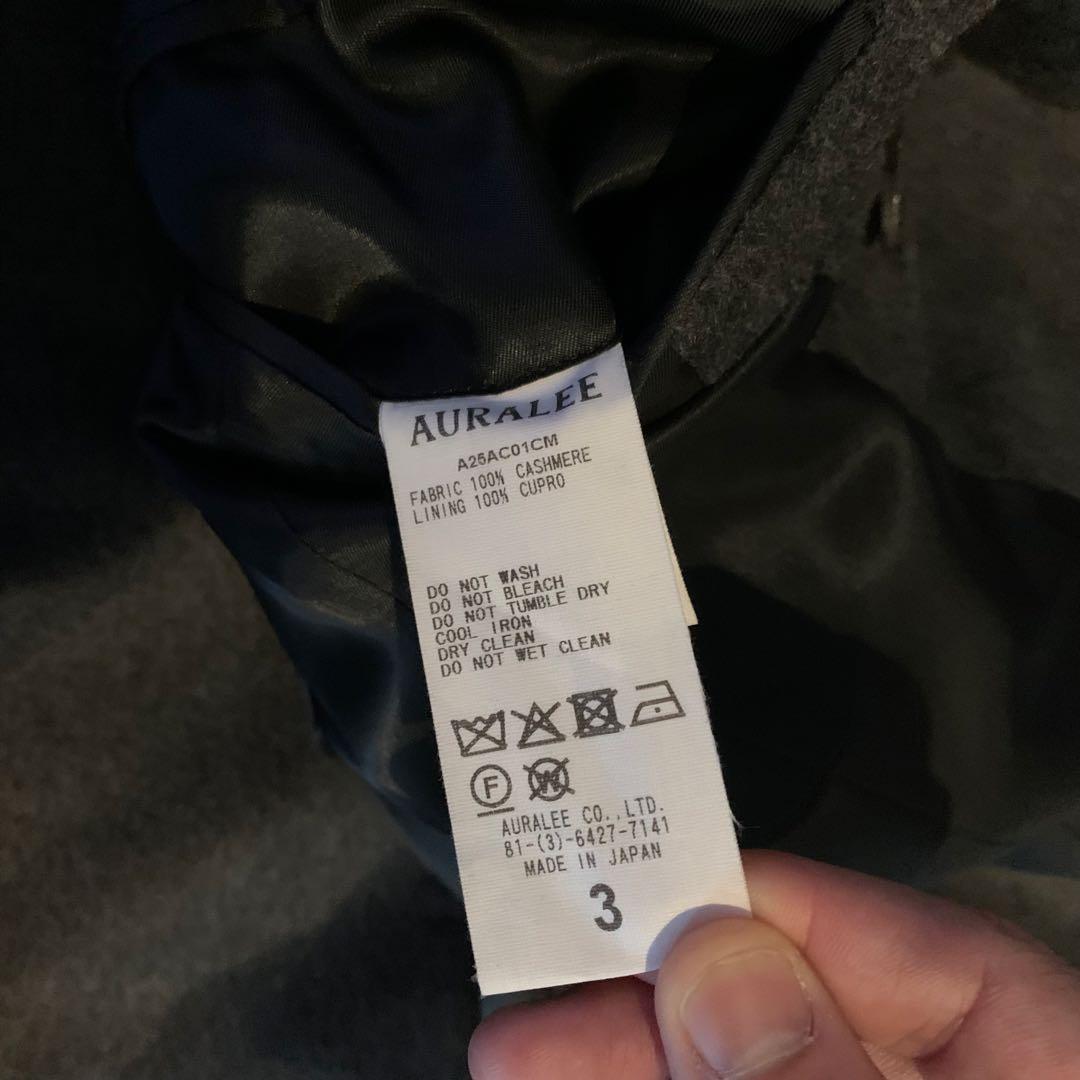 AURALEE
A25AC01CM
FABRIC 100% CASHMERE
LINING 100% CUPRO
DO NOT WASH
DO NOT BLEACH
DO NOT TUMBLE DRY
COOL IRON
DRY CLEAN
DO NOT WET CLEAN
F W
AURALEE CO.,LTD.
81-(3)-6427-7141
MADE IN JAPAN
3